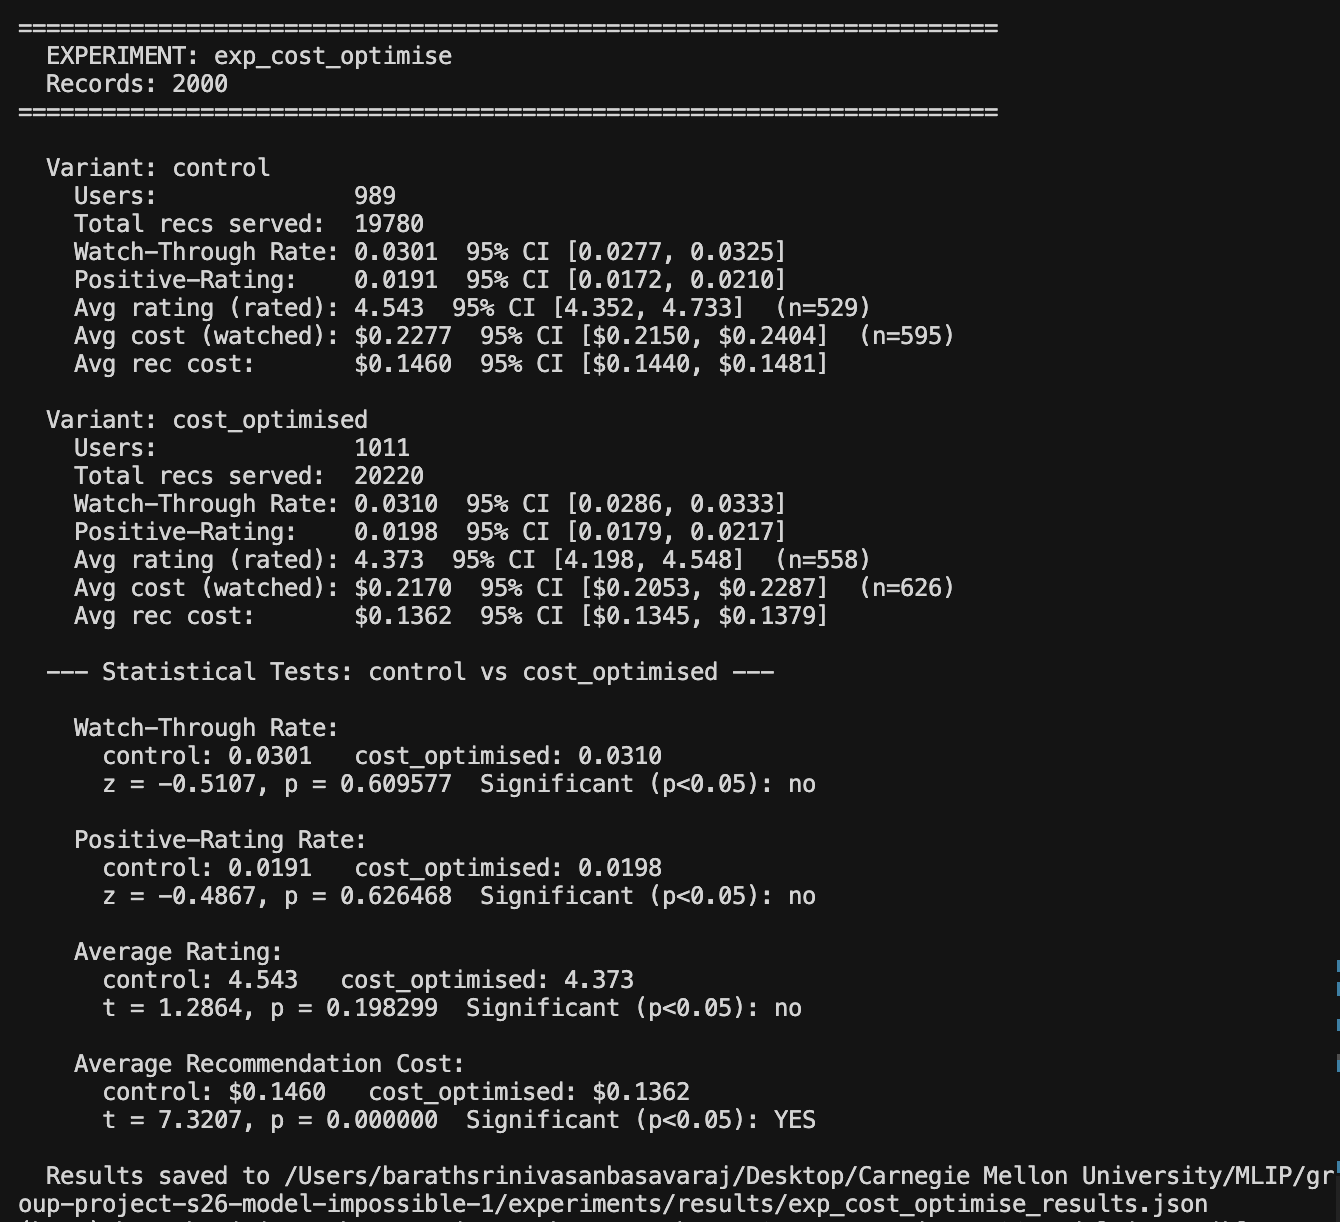 ======================================================================
EXPERIMENT: exp_cost_optimise
Records: 2000
======================================================================
Variant: control
Users: 989
Total recs served: 19780
Watch-Through Rate: 0.0301 95% CI [0.0277, 0.0325]
Positive-Rating: 0.0191 95% CI [0.0172, 0.0210]
Avg rating (rated): 4.543 95% CI [4.352, 4.733] (n=529)
Avg cost (watched): $0.2277 95% CI [$0.2150, $0.2404] (n=595)
Avg rec cost: $0.1460 95% CI [$0.1440, $0.1481]
Variant: cost_optimised
Users: 1011
Total recs served: 20220
Watch-Through Rate: 0.0310 95% CI [0.0286, 0.0333]
Positive-Rating: 0.0198 95% CI [0.0179, 0.0217]
Avg rating (rated): 4.373 95% CI [4.198, 4.548] (n=558)
Avg cost (watched): $0.2170 95% CI [$0.2053, $0.2287] (n=626)
Avg rec cost: $0.1362 95% CI [$0.1345, $0.1379]
--- Statistical Tests: control vs cost_optimised ---
Watch-Through Rate:
control: 0.0301 cost_optimised: 0.0310
z = -0.5107, p = 0.609577 Significant (p<0.05): no
Positive-Rating Rate:
control: 0.0191 cost_optimised: 0.0198
z = -0.4867, p = 0.626468 Significant (p<0.05): no
Average Rating:
control: 4.543 cost_optimised: 4.373
t = 1.2864, p = 0.198299 Significant (p<0.05): no
Average Recommendation Cost:
control: $0.1460 cost_optimised: $0.1362
t = 7.3207, p = 0.000000 Significant (p<0.05): YES
Results saved to /Users/barathsrinivasanbasavaraj/Desktop/Carnegie Mellon University/MLIP/gr
oup-project-s26-model-impossible-1/experiments/results/exp_cost_optimise_results.json